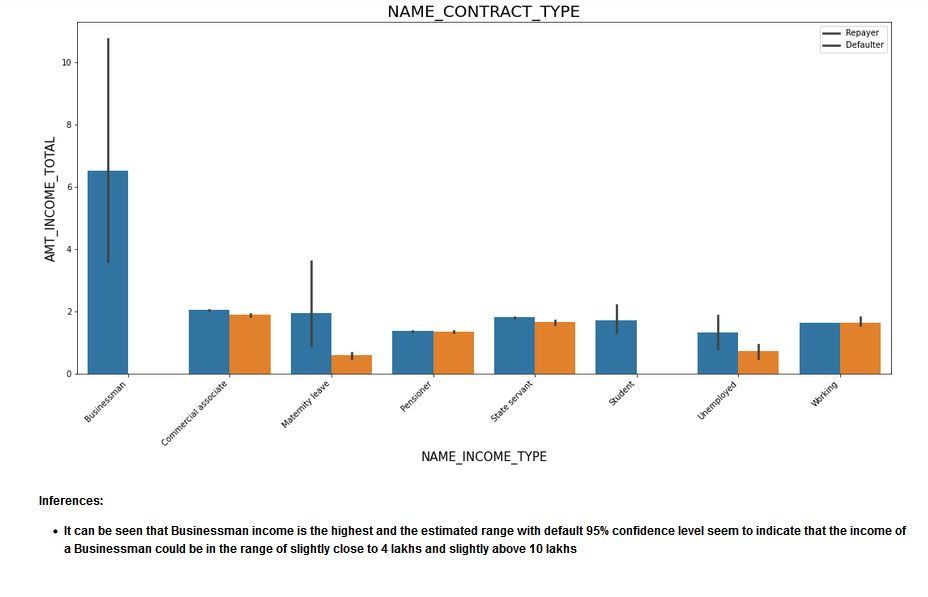 NAME_CONTRACT_TYPE
Repayer
Defaulter
AMT_INCOME_TOTAL
10
8
6
4
2
0
Businessman
Commercial associate
Maternity leave
Pensioner
State servant
Student
Unemployed
Working
NAME_INCOME_TYPE
Inferences:
• It can be seen that Businessman income is the highest and the estimated range with default 95% confidence level seem to indicate that the income of
a Businessman could be in the range of slightly close to 4 lakhs and slightly above 10 lakhs